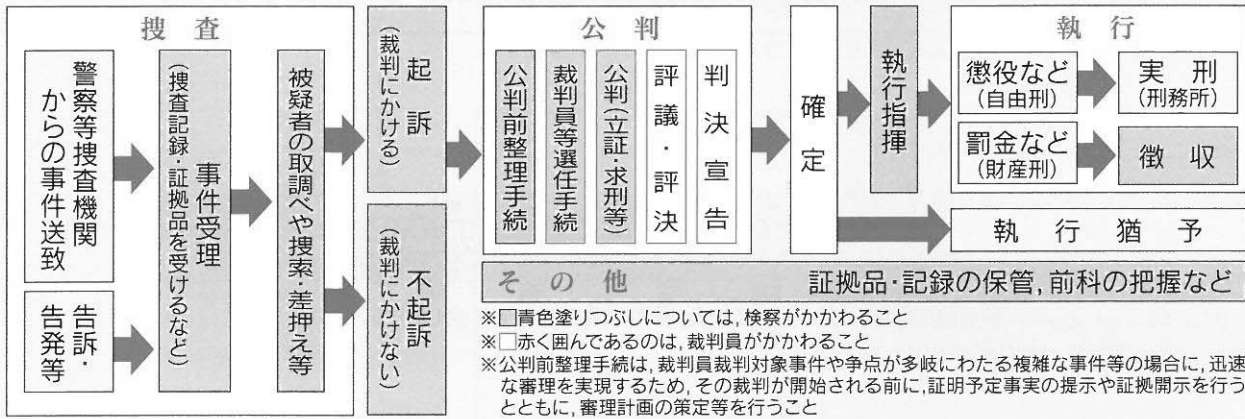 捜査
警察等捜査機関
からの事件送致
告訴・
告発等
事件受理
(捜査記録・証拠品を受けるなど)
被疑者の取調べや捜索・差押え等
起訴
(裁判にかける)
不起訴
(裁判にかけない)
公判
公判前整理手続
裁判員等選任手続
公判(立証・求刑等)
評議・評決
判決宣告
確定
執行指揮
執行
懲役など
(自由刑)
実刑
(刑務所)
罰金など
(財産刑)
徴収
執行猶予
その他 証拠品・記録の保管,前科の把握など
※□青色塗りつぶしについては,検察がかかわること
※□赤く囲んであるのは,裁判員がかかわること
※公判前整理手続は,裁判員裁判対象事件や争点が多岐にわたる複雑な事件等の場合に,迅速
な審理を実現するため,その裁判が開始される前に,証明予定事実の提示や証拠開示を行う
とともに,審理計画の策定等を行うこと